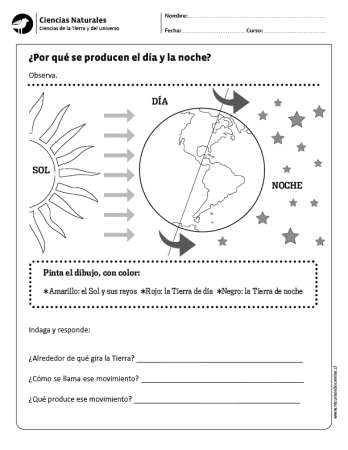 Ciencias Naturales
Ciencias de la Tierra y del Universo
Nombre:
Fecha: Curso:
¿Por qué se producen el día y la noche?
Observa.
DÍA
SOL
NOCHE
Pinta el dibujo, con color:
✶Amarillo: el Sol y sus rayos ✶Rojo: la Tierra de día ✶Negro: la Tierra de noche
Indaga y responde:
¿Alrededor de qué gira la Tierra?
¿Cómo se llama ese movimiento?
¿Qué produce ese movimiento?